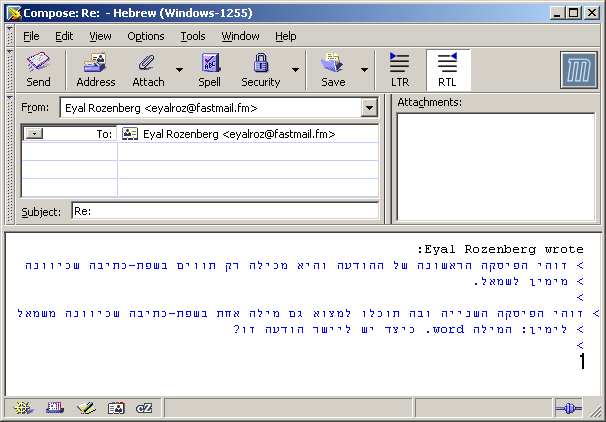 Compose: Re: - Hebrew (Windows-1255)
File Edit View Options Tools Window Help
Send Address Attach Spell Security Save LTR RTL
From: Eyal Rozenberg <eyalroz@fastmail.fm>
Attachments:
To: Eyal Rozenberg <eyalroz@fastmail.fm>
Subject: Re:
Eyal Rozenberg wrote:
> זוהי הפיסקה הראשונה של ההודעה והיא מכילה רק תווים בשפת-כתיבה שכיוונה
> מימין לשמאל.
>
> זוהי הפיסקה השנייה ובה תוכלו למצוא גם מילה אחת בשפת-כתיבה שכיוונה משמאל
> לימין: המילה word. כיצד יש ליישר הודעה זו?
>